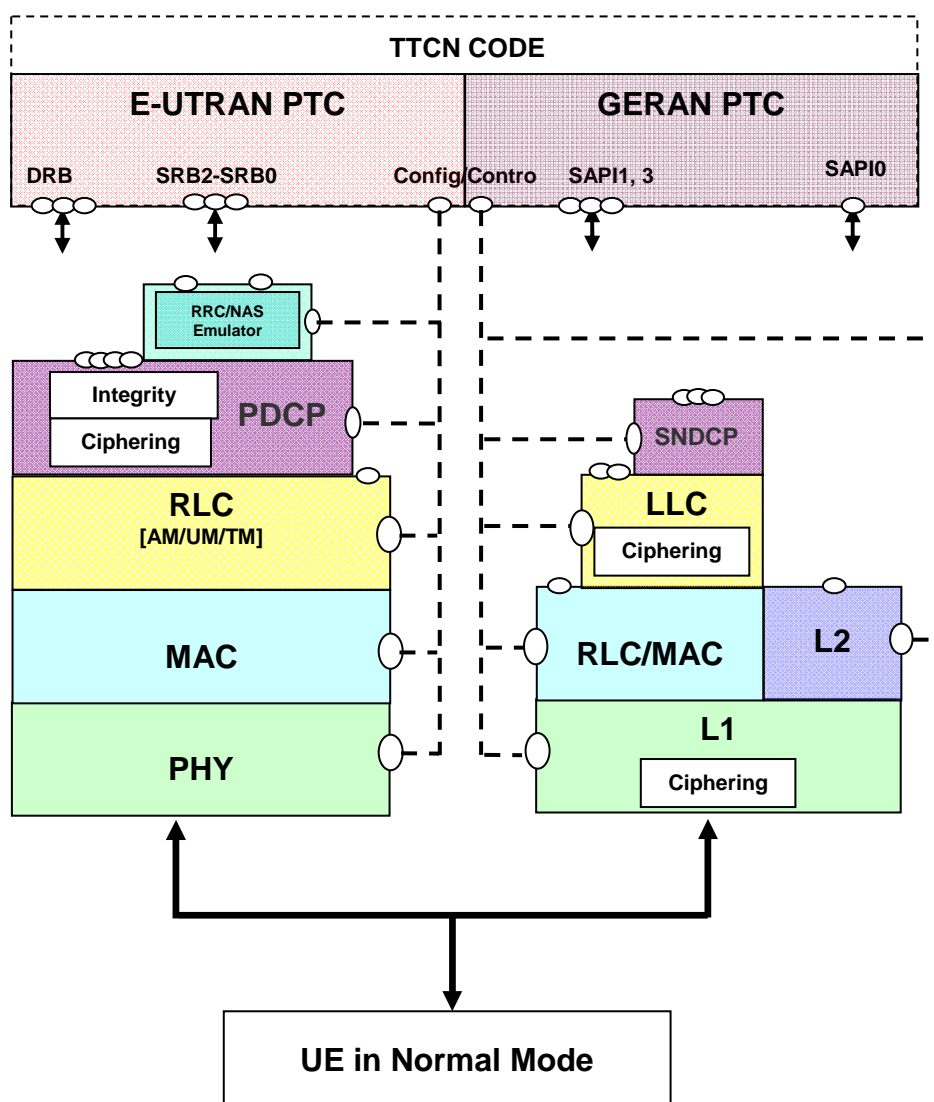 TTCN CODE
E-UTRAN PTC
GERAN PTC
DRB
SRB2-SRB0
Config/Contro
SAPI1, 3
SAPI0
RRC/NAS
Emulator
Integrity
Ciphering
PDCP
SNDCP
RLC
[AM/UM/TM]
LLC
Ciphering
MAC
RLC/MAC
L2
PHY
L1
Ciphering
UE in Normal Mode